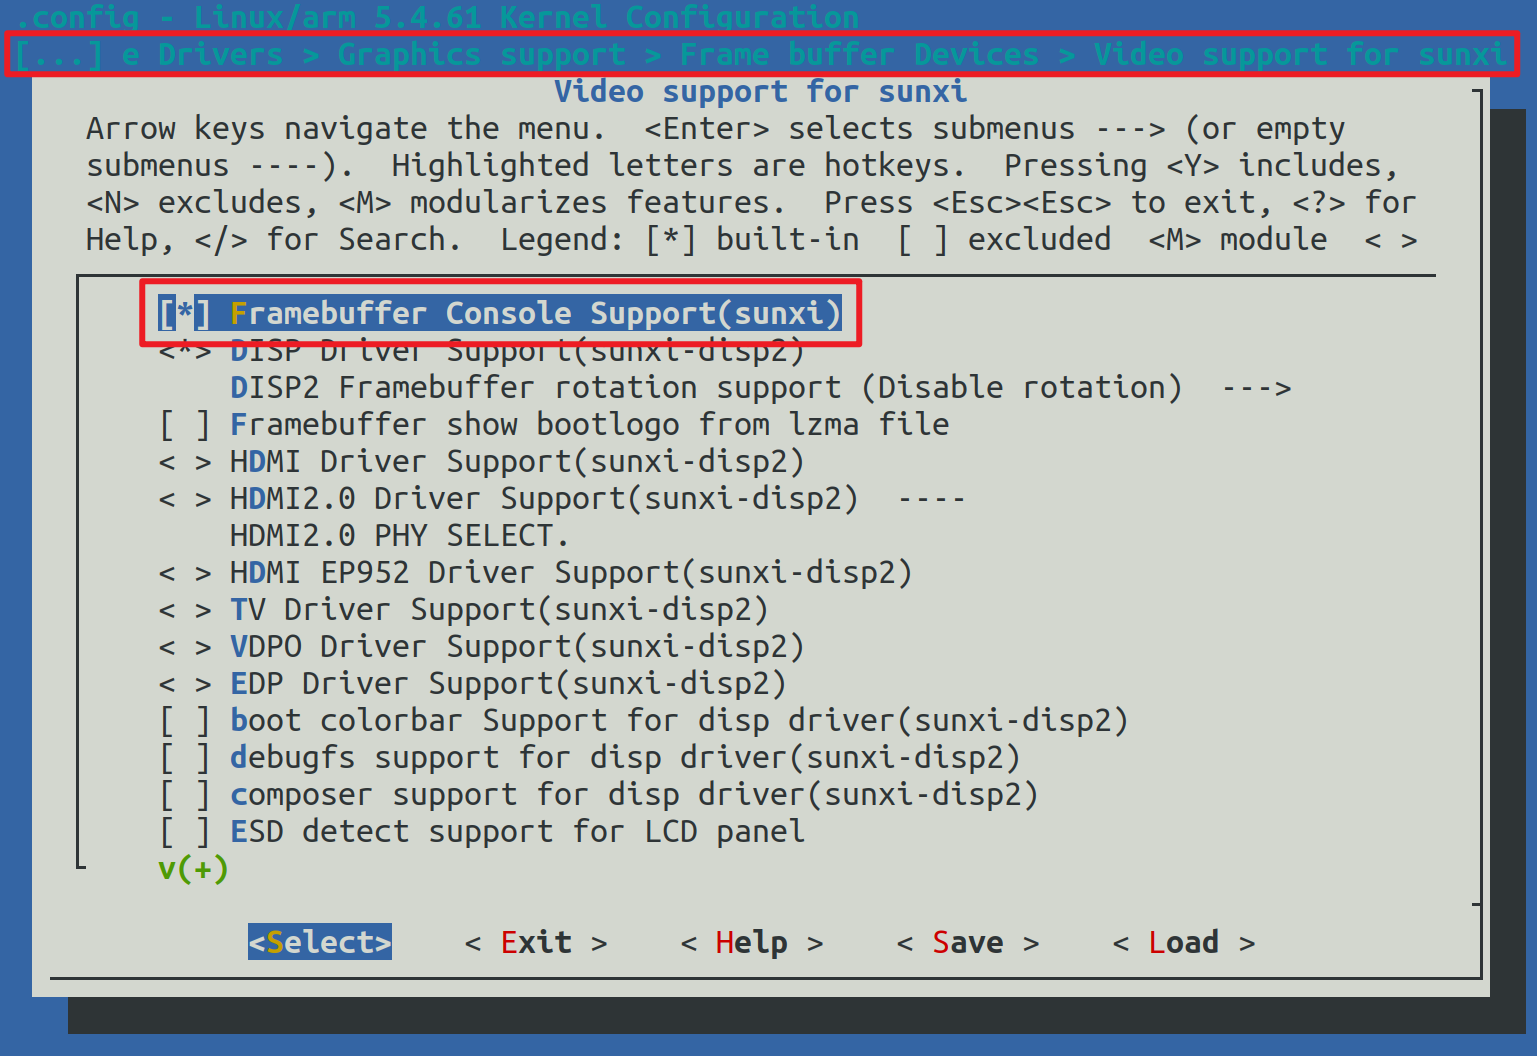 .config - Linux/arm 5.4.61 Kernel Configuration
[...] e Drivers > Graphics support > Frame buffer Devices > Video support for sunxi
Video support for sunxi
Arrow keys navigate the menu.  <Enter> selects submenus ---> (or empty
submenus ----).  Highlighted letters are hotkeys.  Pressing <Y> includes,
<N> excludes, <M> modularizes features.  Press <Esc><Esc> to exit, <?> for
Help, </> for Search.  Legend: [*] built-in  [ ] excluded  <M> module  < >
[*] Framebuffer Console Support(sunxi)
<*> DISP Driver Support(sunxi-disp2)
DISP2 Framebuffer rotation support (Disable rotation)  --->
[ ] Framebuffer show bootlogo from lzma file
< > HDMI Driver Support(sunxi-disp2)
< > HDMI2.0 Driver Support(sunxi-disp2)  ----
HDMI2.0 PHY SELECT.
< > HDMI EP952 Driver Support(sunxi-disp2)
< > TV Driver Support(sunxi-disp2)
< > VDPO Driver Support(sunxi-disp2)
< > EDP Driver Support(sunxi-disp2)
[ ] boot colorbar Support for disp driver(sunxi-disp2)
[ ] debugfs support for disp driver(sunxi-disp2)
[ ] composer support for disp driver(sunxi-disp2)
[ ] ESD detect support for LCD panel
v(+)
<Select>    < Exit >    < Help >    < Save >    < Load >